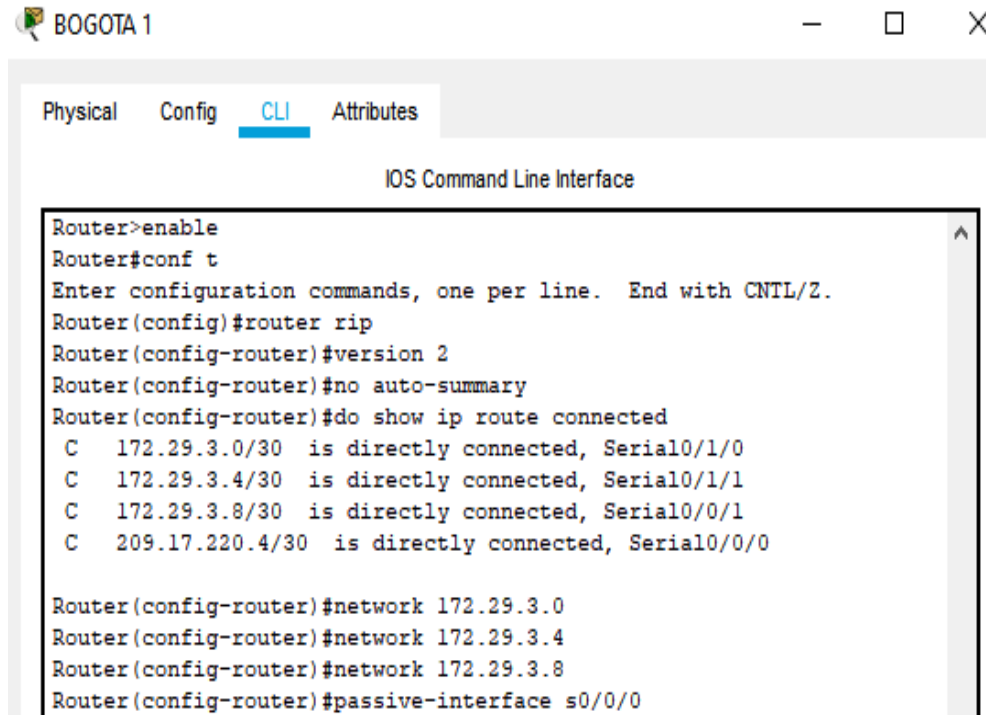 BOGOTA 1
Physical Config CLI Attributes
IOS Command Line Interface
Router>enable
Router#conf t
Enter configuration commands, one per line.  End with CNTL/Z.
Router(config)#router rip
Router(config-router)#version 2
Router(config-router)#no auto-summary
Router(config-router)#do show ip route connected
 C   172.29.3.0/30  is directly connected, Serial0/1/0
 C   172.29.3.4/30  is directly connected, Serial0/1/1
 C   172.29.3.8/30  is directly connected, Serial0/0/1
 C   209.17.220.4/30  is directly connected, Serial0/0/0
Router(config-router)#network 172.29.3.0
Router(config-router)#network 172.29.3.4
Router(config-router)#network 172.29.3.8
Router(config-router)#passive-interface s0/0/0